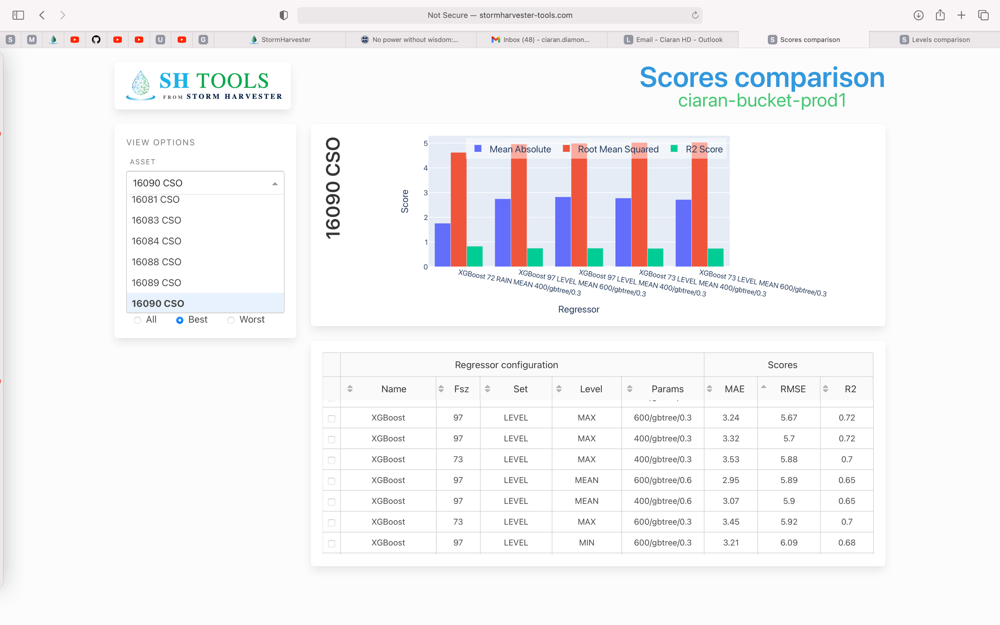 Not Secure — stormharvester-tools.com
S M U G StormHarvester No power without wisdom:... Inbox (48) - ciaran.diamon... L Email - Ciaran HD - Outlook S Scores comparison S Levels comparison
SH TOOLS
FROM STORM HARVESTER
Scores comparison
ciaran-bucket-prod1
VIEW OPTIONS
ASSET
16090 CSO
16081 CSO
16083 CSO
16084 CSO
16088 CSO
16089 CSO
16090 CSO
All Best Worst
16090 CSO
Mean Absolute Root Mean Squared R2 Score
5
4
3
2
1
0
Score
XGBoost 72 RAIN MEAN 400/gbtree/0.3
XGBoost 97 LEVEL MEAN 600/gbtree/0.3
XGBoost 97 LEVEL MEAN 400/gbtree/0.3
XGBoost 73 LEVEL MEAN 400/gbtree/0.3
XGBoost 73 LEVEL MEAN 600/gbtree/0.3
Regressor
Regressor configuration Scores
Name Fsz Set Level Params MAE RMSE R2
XGBoost 97 LEVEL MAX 600/gbtree/0.3 3.24 5.67 0.72
XGBoost 97 LEVEL MAX 400/gbtree/0.3 3.32 5.7 0.72
XGBoost 73 LEVEL MAX 400/gbtree/0.3 3.53 5.88 0.7
XGBoost 97 LEVEL MEAN 600/gbtree/0.6 2.95 5.89 0.65
XGBoost 97 LEVEL MEAN 400/gbtree/0.6 3.07 5.9 0.65
XGBoost 73 LEVEL MAX 600/gbtree/0.3 3.45 5.92 0.7
XGBoost 97 LEVEL MIN 600/gbtree/0.3 3.21 6.09 0.68